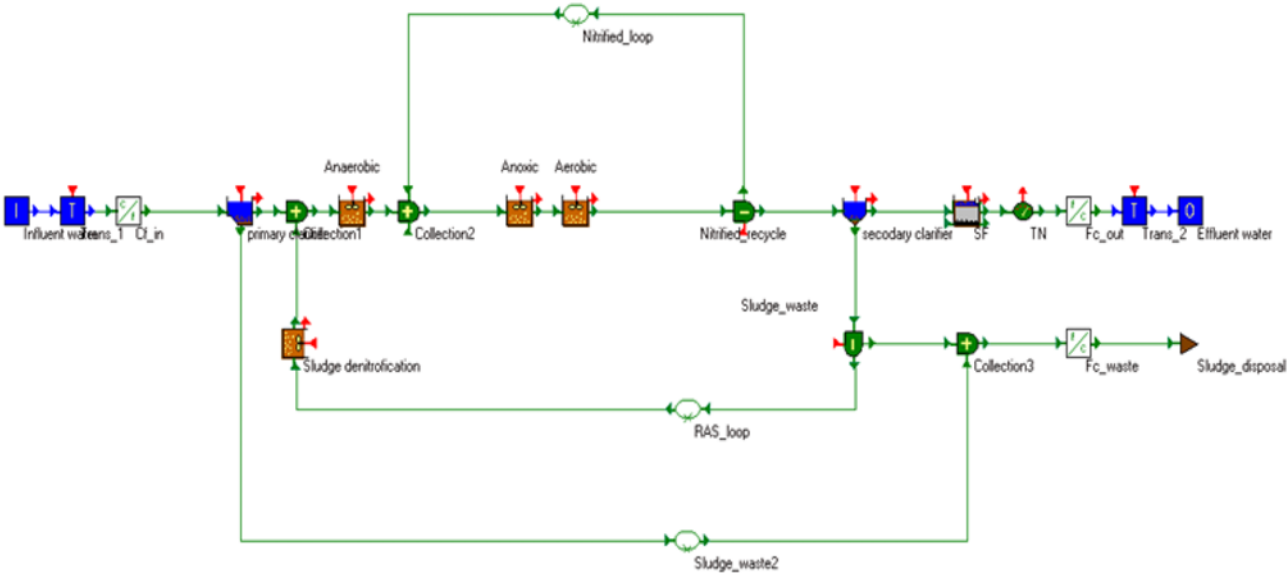 Nitrified_loop
Anaerobic
Anoxic
Aerobic
I
T
c/f
f/c
T
O
Influent water
Trans_1
Cf_in
primary clarifier
Collection1
Collection2
Nitrified_recycle
secodary clarifier
SF
TN
Fc_out
Trans_2
Effluent water
Sludge_waste
f/c
Sludge denitrofication
Collection3
Fc_waste
Sludge_disposal
RAS_loop
Sludge_waste2